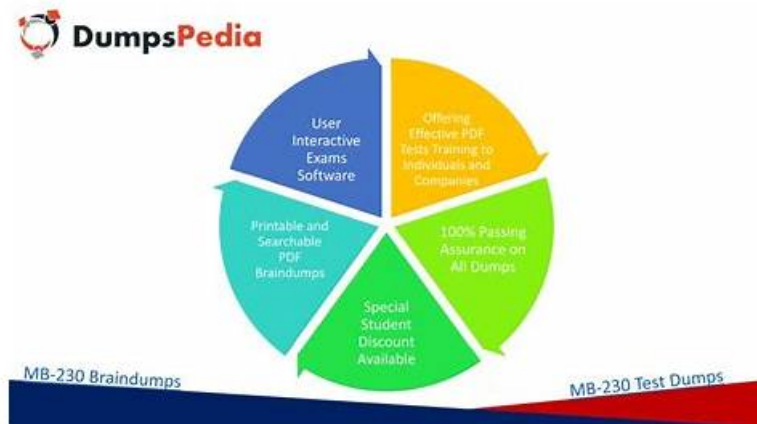 DumpsPedia
User
Interactive
Exams
Software
Offering
Effective PDF
Tests Training to
Individuals and
Companies
Printable and
Searchable
PDF
Braindumps
100% Passing
Assurance on
All Dumps
Special
Student
Discount
Available
MB-230 Braindumps
MB-230 Test Dumps